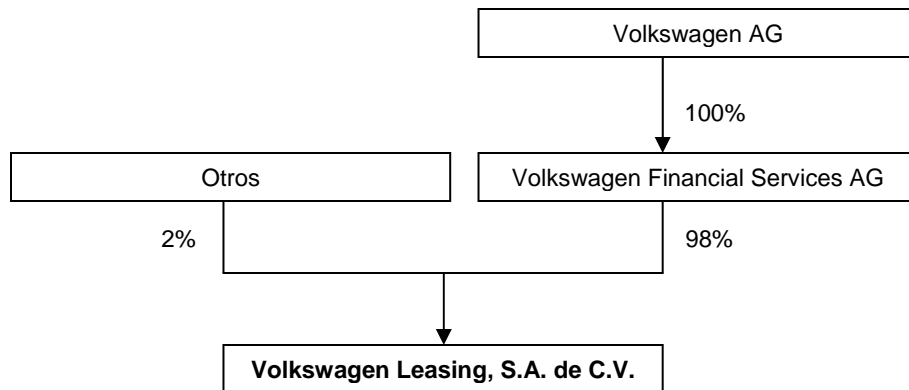 Volkswagen AG
100%
Otros
Volkswagen Financial Services AG
2%
98%
Volkswagen Leasing, S.A. de C.V.